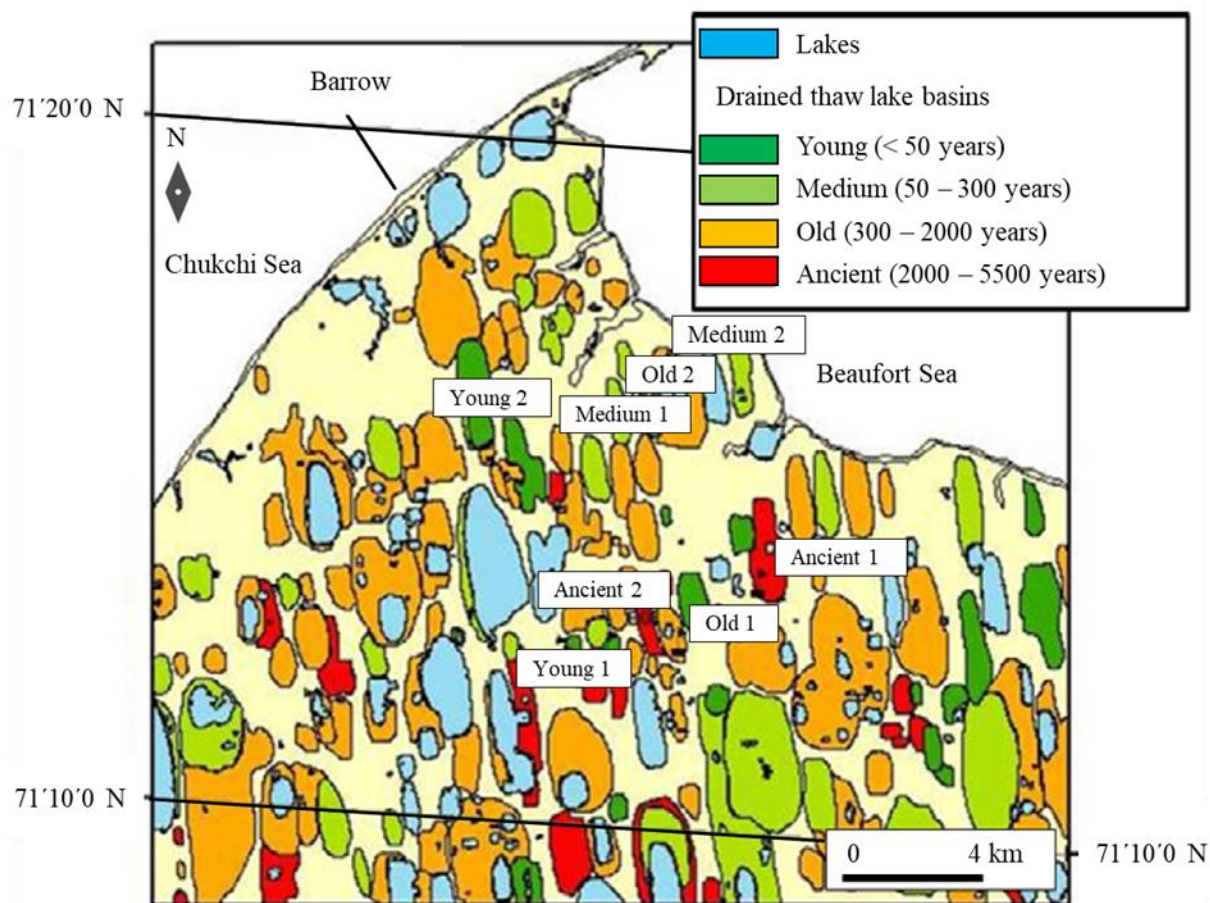 Lakes
Drained thaw lake basins
Young (< 50 years)
Medium (50 – 300 years)
Old (300 – 2000 years)
Ancient (2000 – 5500 years)
Barrow
71′20′0 N
N
Chukchi Sea
Medium 2
Beaufort Sea
Old 2
Young 2
Medium 1
Ancient 1
Ancient 2
Old 1
Young 1
71′10′0 N
0 4 km
71′10′0 N